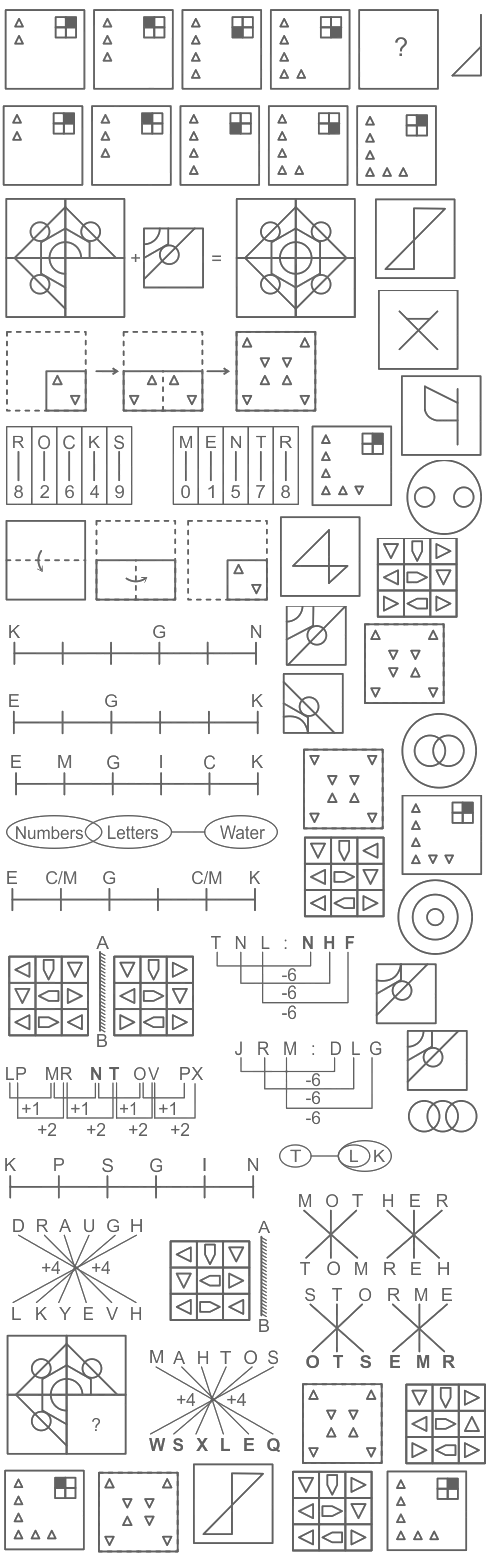 ?
+ =
R O C K S
8 2 6 4 9
M E N T R
0 1 5 7 8
K G N
E G K
E M G I C K
Numbers Letters Water
E C/M G C/M K
A
B
T N L : N H F
-6
-6
-6
J R M : D L G
-6
-6
-6
LP MR NT OV PX
+1 +1 +1 +1
+2 +2 +2 +2
K P S G I N
T L K
D R A U G H
+4 +4
L K Y E V H
A
B
M O T H E R
T O M R E H
S T O R M E
O T S E M R
?
M A H T O S
+4 +4
W S X L E Q